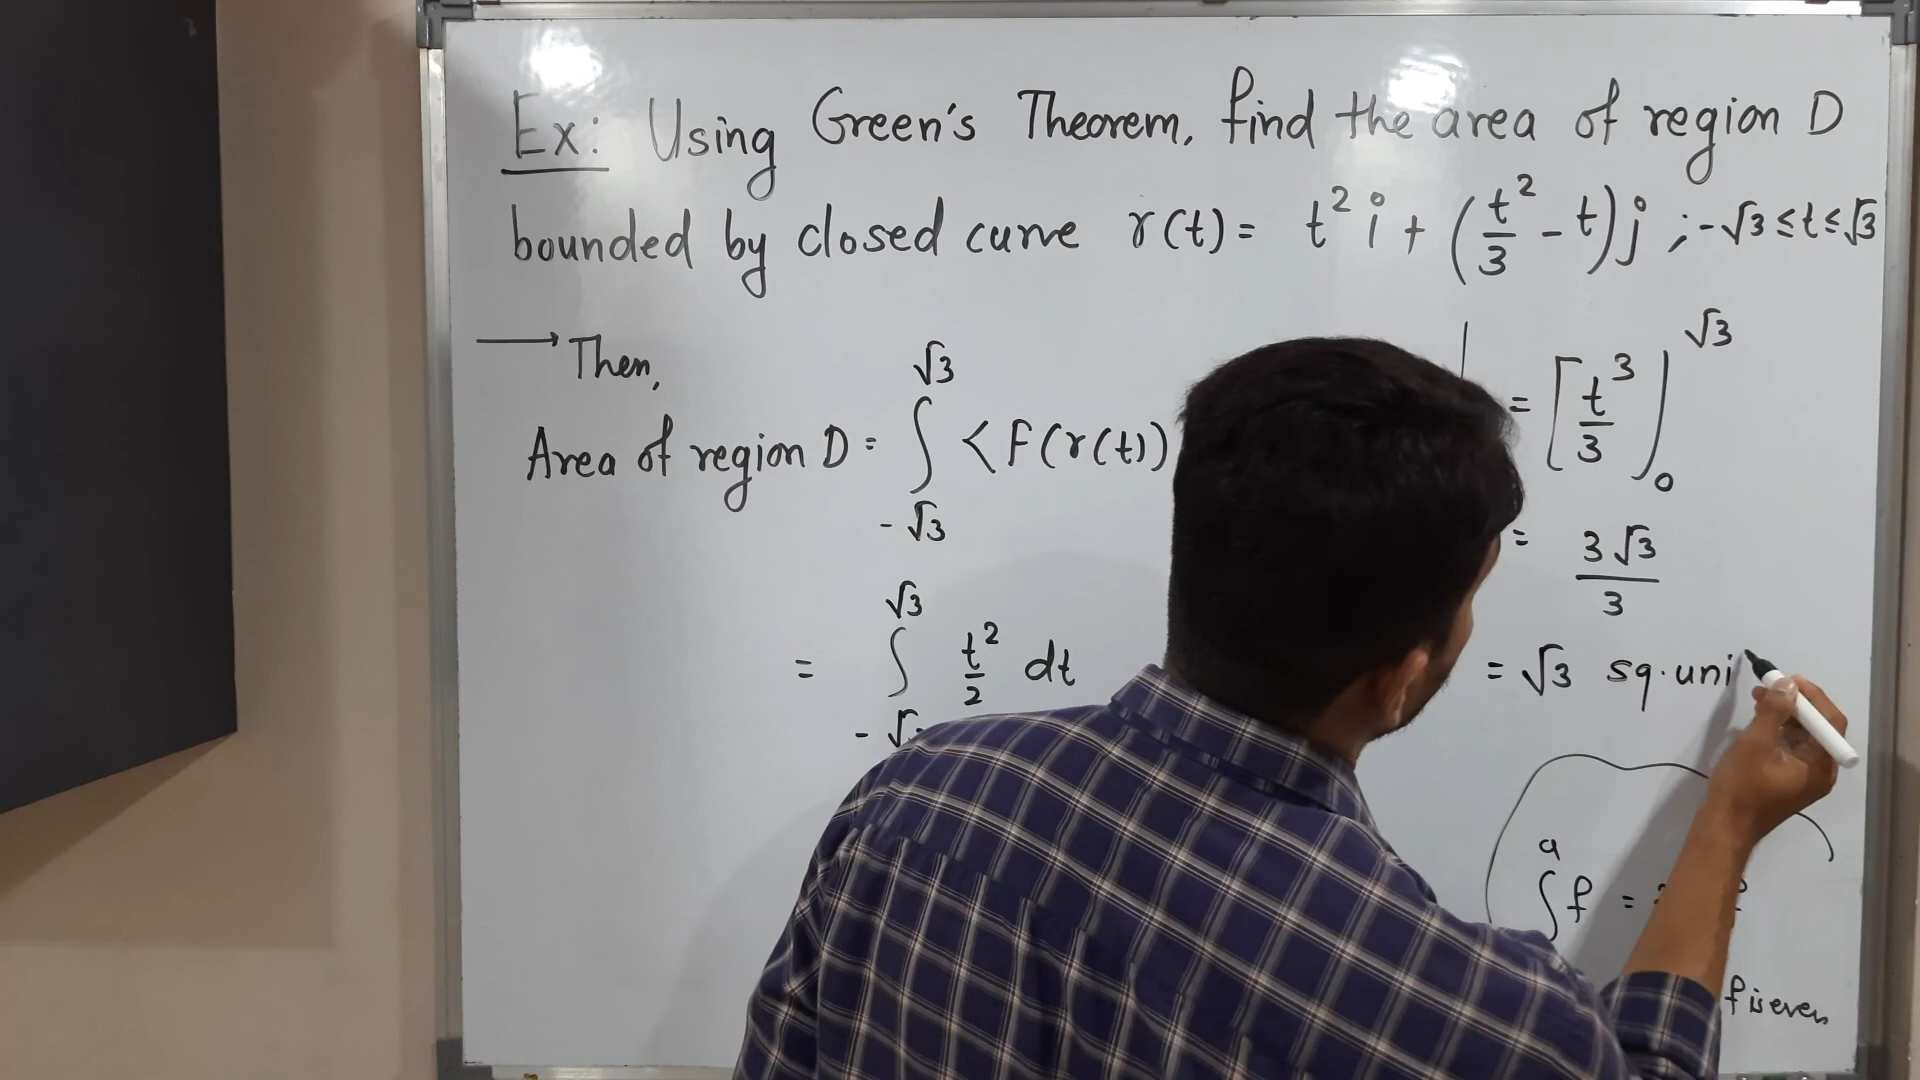 Ex: Using Green's Theorem, find the area of region D
bounded by closed curve r(t) = t² i + (t²/3 - t) j ; -√3 ≤ t ≤ √3
→ Then,
Area of region D = ∫_{-√3}^{√3} < F(r(t))
= ∫^{√3} t²/2 dt
= [t³/3]₀^{√3}
= 3√3/3
= √3 sq. uni
∫^a f =
f is even